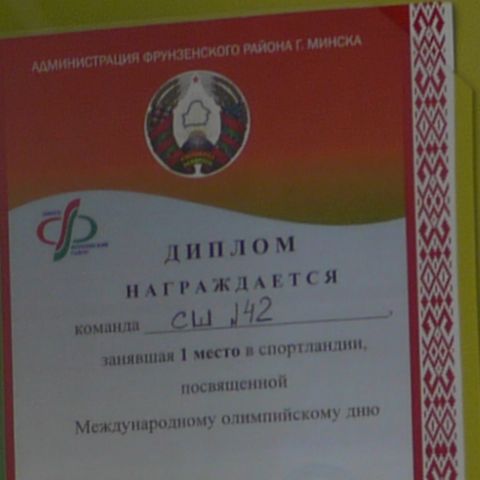 АДМИНИСТРАЦИЯ ФРУНЗЕНСКОГО РАЙОНА Г. МИНСКА
ДИПЛОМ
НАГРАЖДАЕТСЯ
команда СШ №42,
занявшая 1 место в спортландии,
посвященной
Международному олимпийскому дню